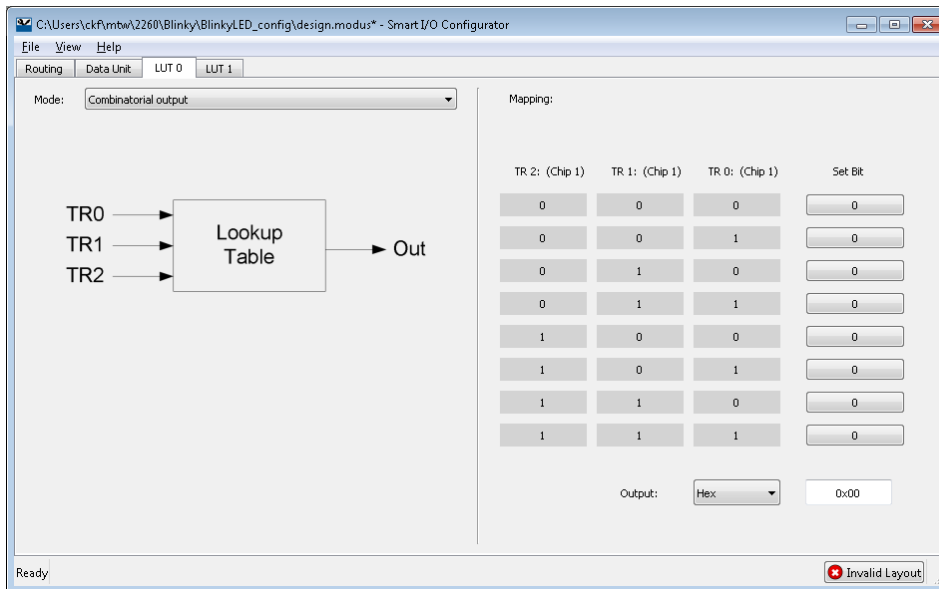 C:\Users\ckf\mtw\2260\Blinky\BlinkyLED_config\design.modus* - Smart I/O Configurator
File View Help
Routing Data Unit LUT 0 LUT 1
Mode: Combinatorial output Mapping:
TR 2: (Chip 1) TR 1: (Chip 1) TR 0: (Chip 1) Set Bit
0 0 0 0
0 0 1 0
0 1 0 0
0 1 1 0
1 0 0 0
1 0 1 0
1 1 0 0
1 1 1 0
TR0
TR1
TR2
Lookup
Table
Out
Output: Hex 0x00
Ready Invalid Layout